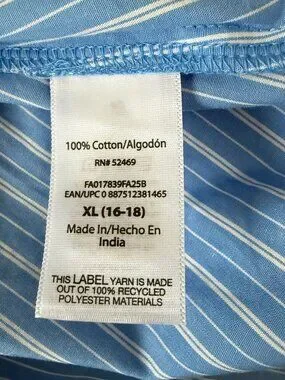 100% Cotton/Algodón
RN# 52469
FA017839FA25B
EAN/UPC 0 887512381465
XL (16-18)
Made In/Hecho En
India
THIS LABEL YARN IS MADE
OUT OF 100% RECYCLED
POLYESTER MATERIALS